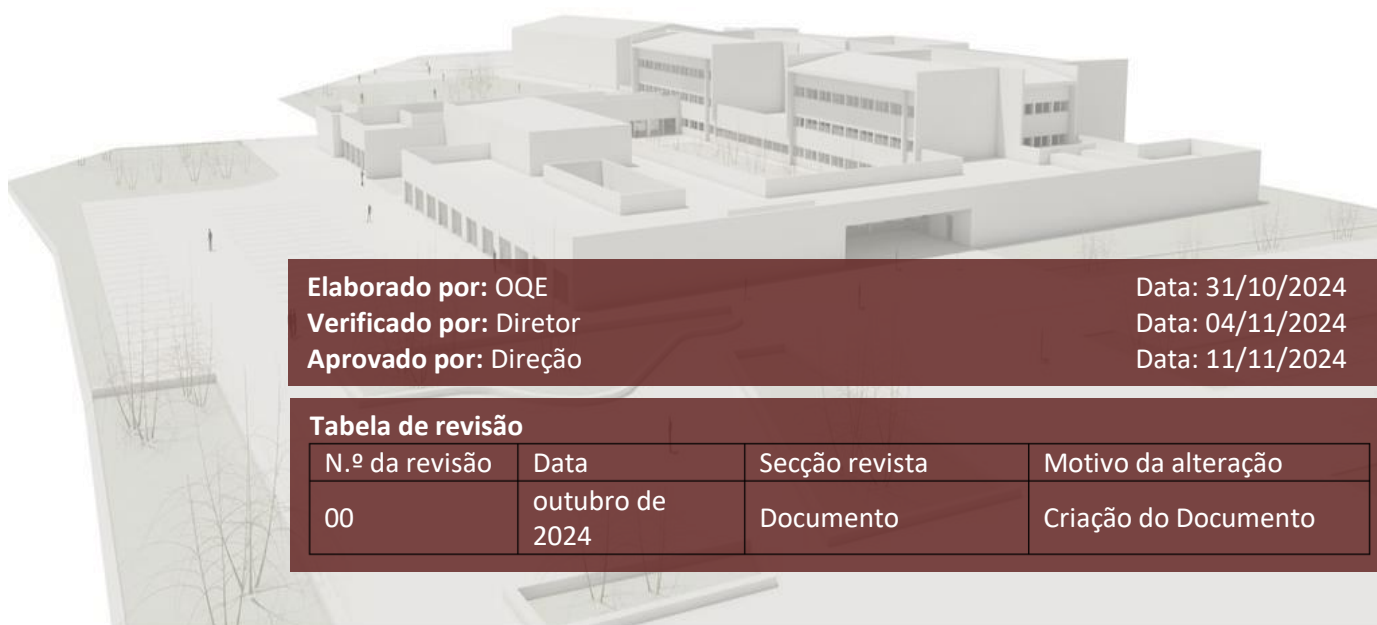 Elaborado por: OQE Data: 31/10/2024
Verificado por: Diretor Data: 04/11/2024
Aprovado por: Direção Data: 11/11/2024
Tabela de revisão
N.º da revisão Data Secção revista Motivo da alteração
00 outubro de 2024 Documento Criação do Documento